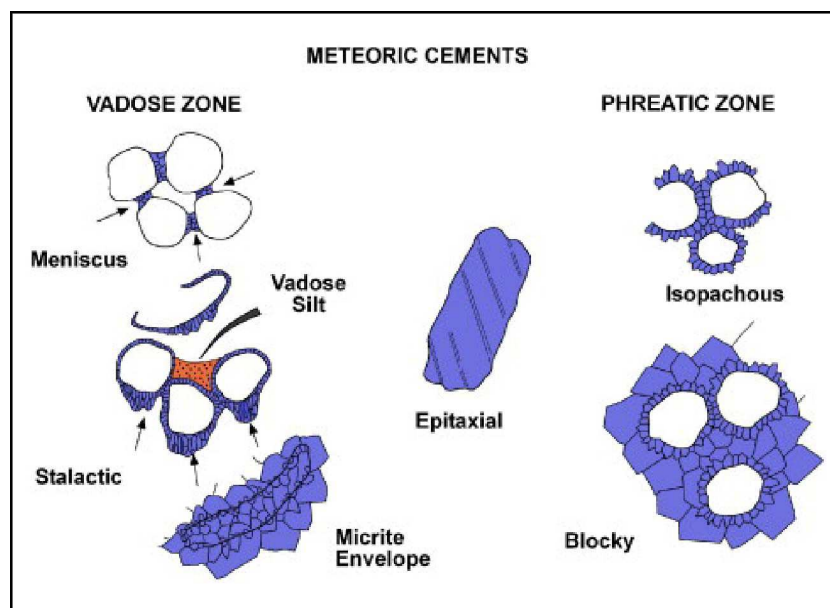 METEORIC CEMENTS
VADOSE ZONE
PHREATIC ZONE
Meniscus
Vadose
Silt
Isopachous
Epitaxial
Stalactic
Micrite
Envelope
Blocky